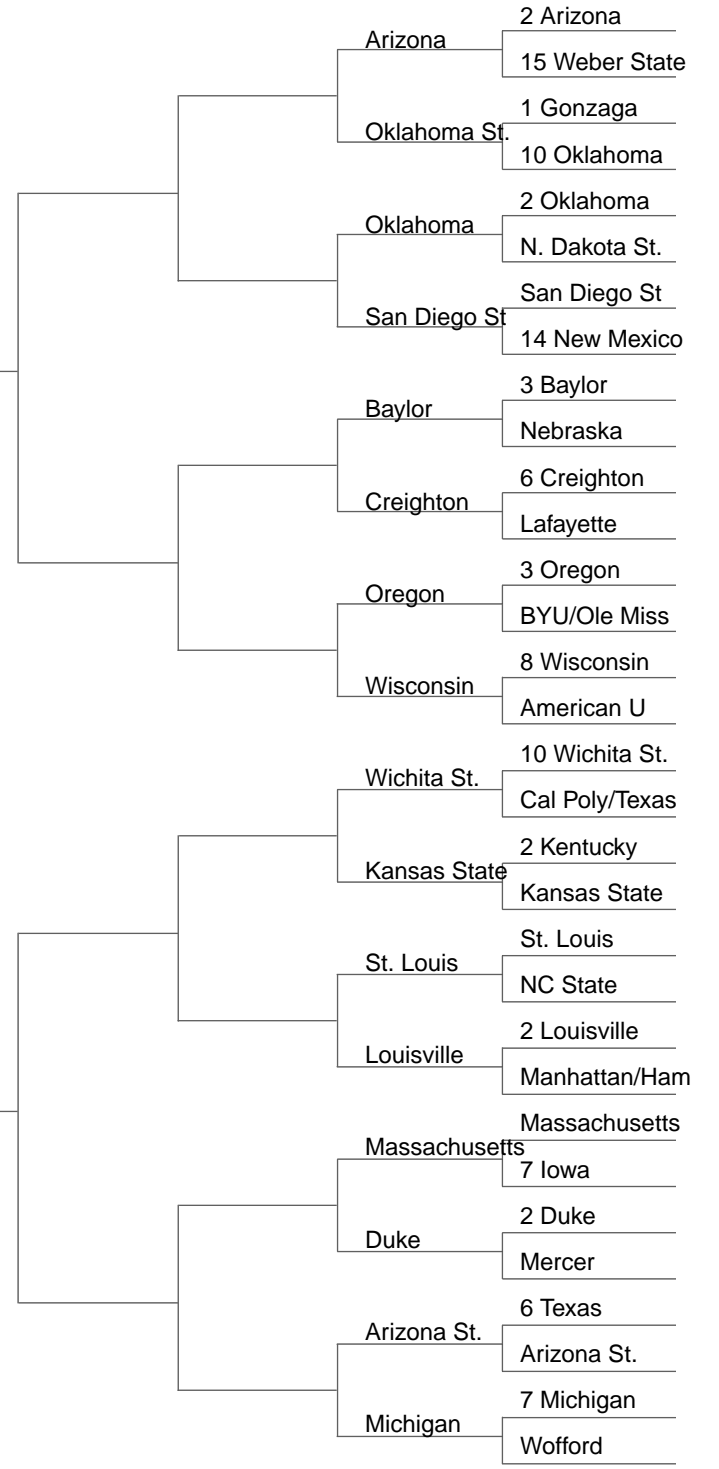 2 Arizona
Arizona
15 Weber State
1 Gonzaga
Oklahoma St.
10 Oklahoma
2 Oklahoma
Oklahoma
N. Dakota St.
San Diego St
San Diego St
14 New Mexico
3 Baylor
Baylor
Nebraska
6 Creighton
Creighton
Lafayette
3 Oregon
Oregon
BYU/Ole Miss
8 Wisconsin
Wisconsin
American U
10 Wichita St.
Wichita St.
Cal Poly/Texas
2 Kentucky
Kansas State
Kansas State
St. Louis
St. Louis
NC State
2 Louisville
Louisville
Manhattan/Ham
Massachusetts
Massachusetts
7 Iowa
2 Duke
Duke
Mercer
6 Texas
Arizona St.
Arizona St.
7 Michigan
Michigan
Wofford